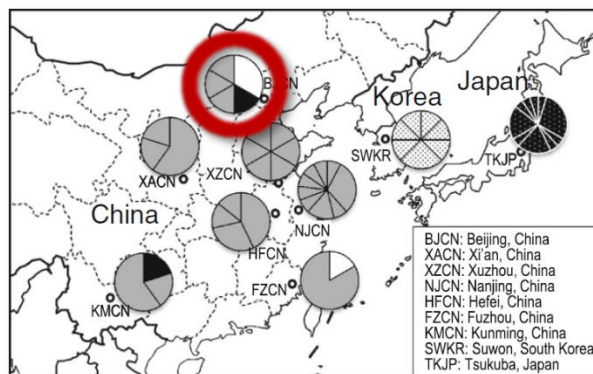 BJCN
Korea
Japan
SWKR
TKJP
XACN
XZCN
China
NJCN
HFCN
FZCN
KMCN
BJCN: Beijing, China
XACN: Xi'an, China
XZCN: Xuzhou, China
NJCN: Nanjing, China
HFCN: Hefei, China
FZCN: Fuzhou, China
KMCN: Kunming, China
SWKR: Suwon, South Korea
TKJP: Tsukuba, Japan